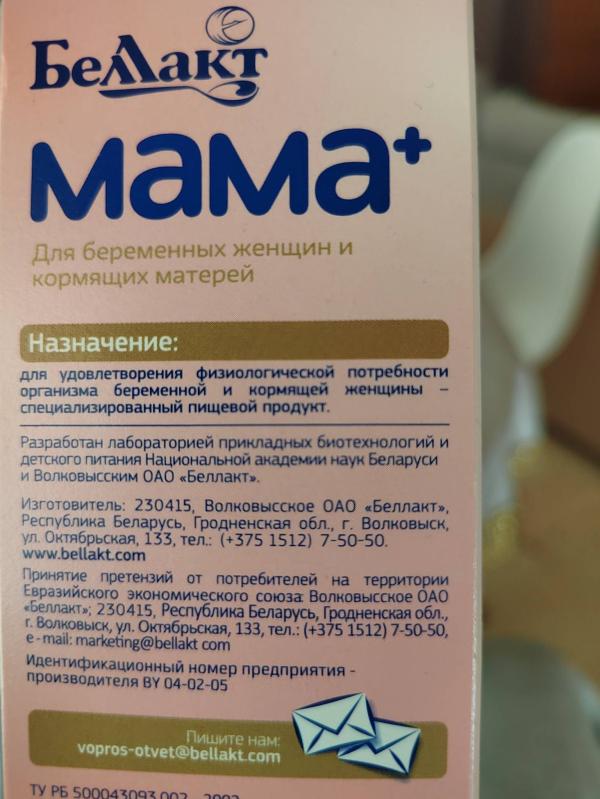 Беллакт
мама+
Для беременных женщин и
кормящих матерей
Назначение:
для удовлетворения физиологической потребности
организма беременной и кормящей женщины –
специализированный пищевой продукт.
Разработан лабораторией прикладных биотехнологий и
детского питания Национальной академии наук Беларуси
и Волковысским ОАО «Беллакт».
Изготовитель: 230415, Волковысское ОАО «Беллакт»,
Республика Беларусь, Гродненская обл., г. Волковыск,
ул. Октябрьская, 133, тел.: (+375 1512) 7-50-50.
www.bellakt.com
Принятие претензий от потребителей на территории
Евразийского экономического союза: Волковысское ОАО
«Беллакт»; 230415, Республика Беларусь, Гродненская обл.,
г. Волковыск, ул. Октябрьская, 133, тел.: (+375 1512) 7-50-50,
e-mail: marketing@bellakt com
Идентификационный номер предприятия -
производителя BY 04-02-05
Пишите нам:
vopros-otvet@bellakt.com
ТУ РБ 500043093.002